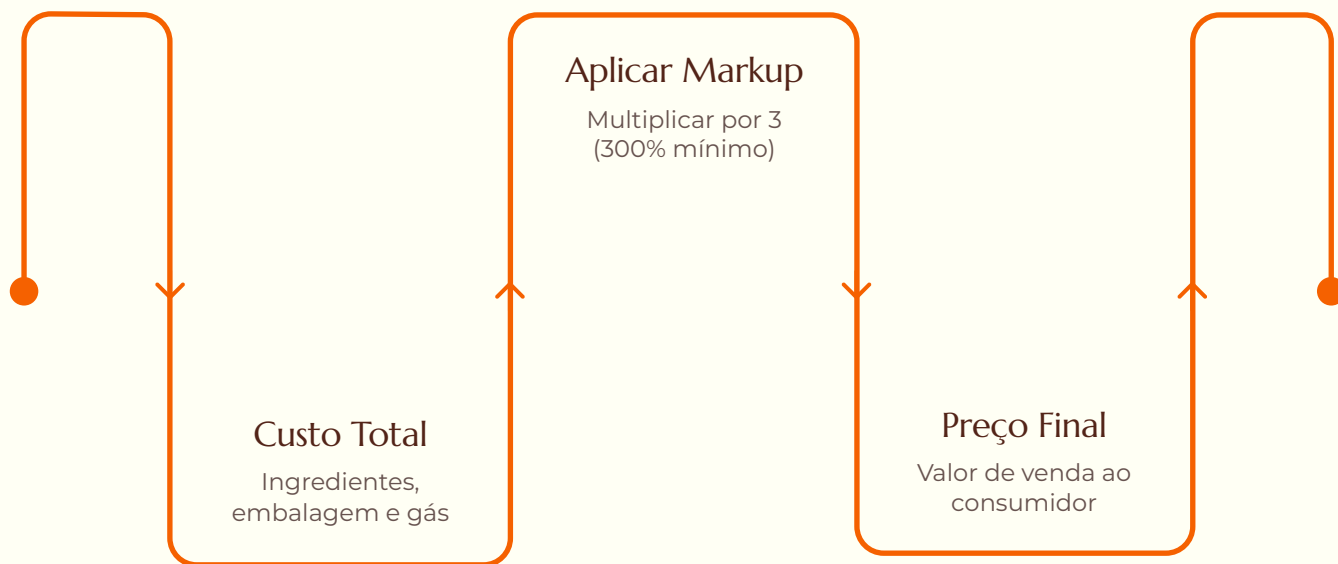 Custo Total
Ingredientes,
embalagem e gás
Aplicar Markup
Multiplicar por 3
(300% mínimo)
Preço Final
Valor de venda ao
consumidor